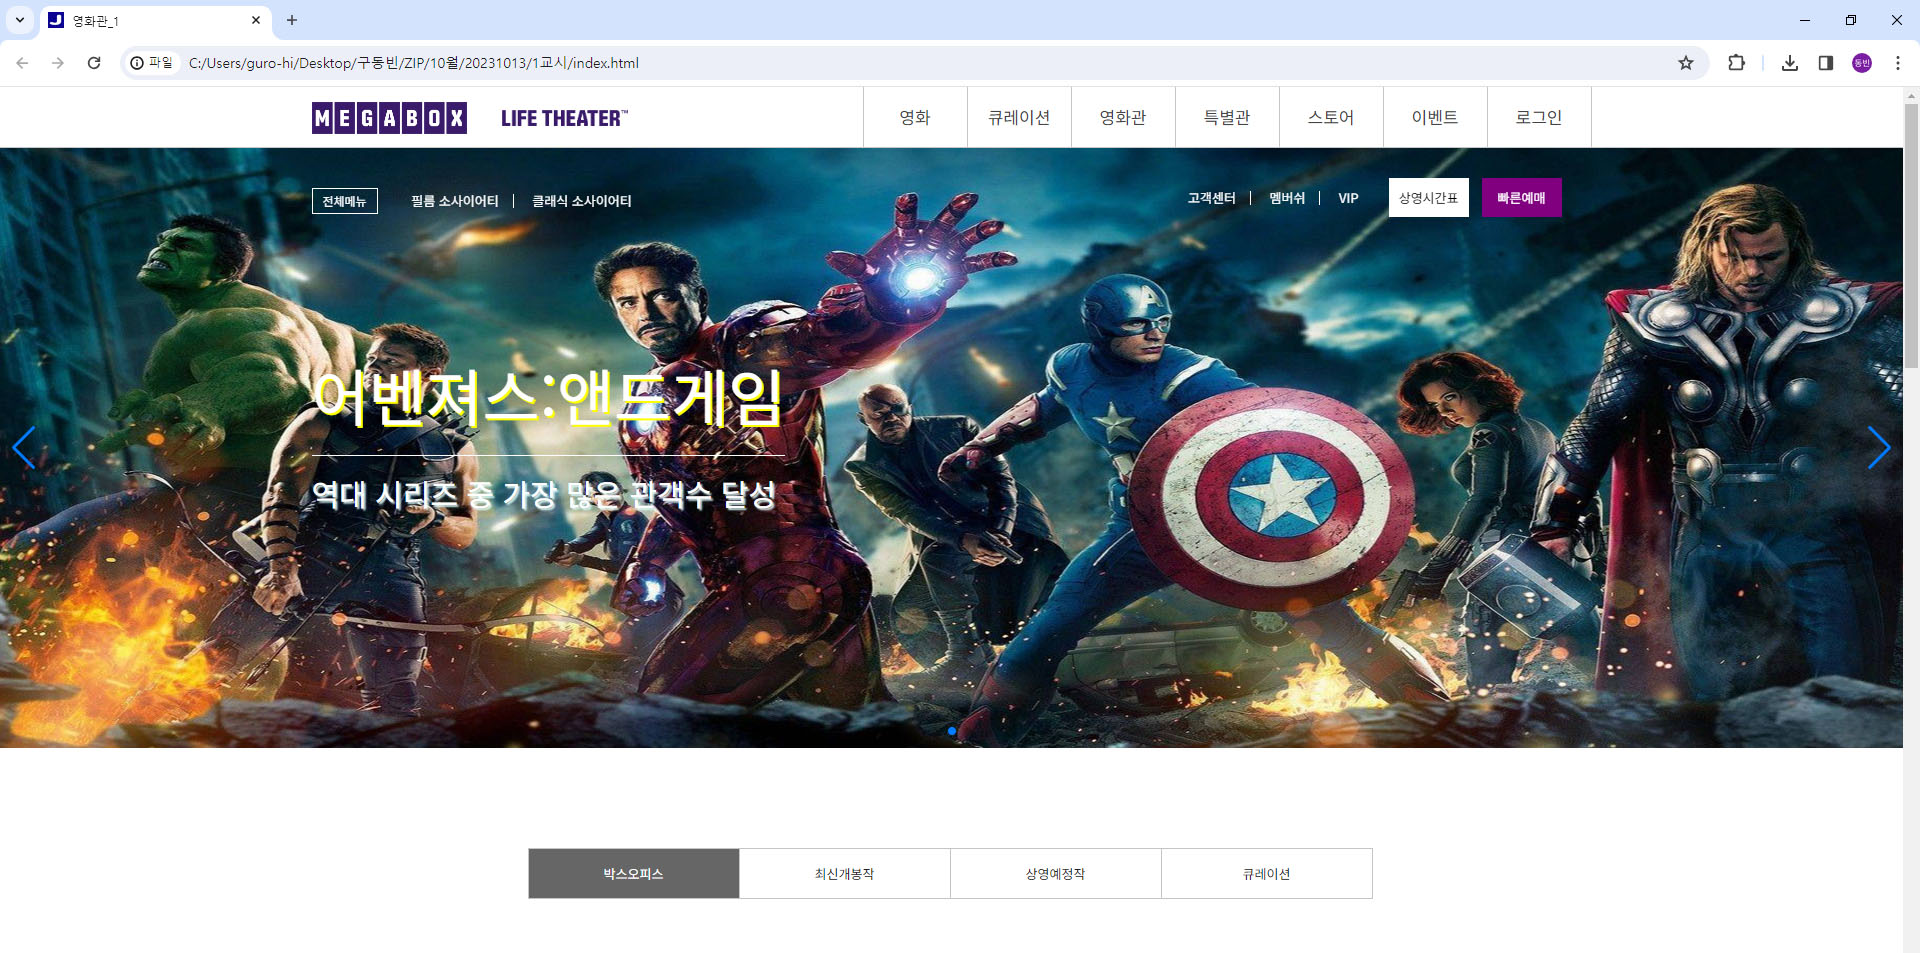 영화관_1
파일 C:/Users/guro-hi/Desktop/구동빈/ZIP/10월/20231013/1교시/index.html 동빈
MEGABOX LIFE THEATER™ 영화 큐레이션 영화관 특별관 스토어 이벤트 로그인
전체메뉴 필름 소사이어티 클래식 소사이어티 고객센터 멤버쉬 VIP 상영시간표 빠른예매
어벤져스:앤드게임
역대 시리즈 중 가장 많은 관객수 달성
박스오피스 최신개봉작 상영예정작 큐레이션